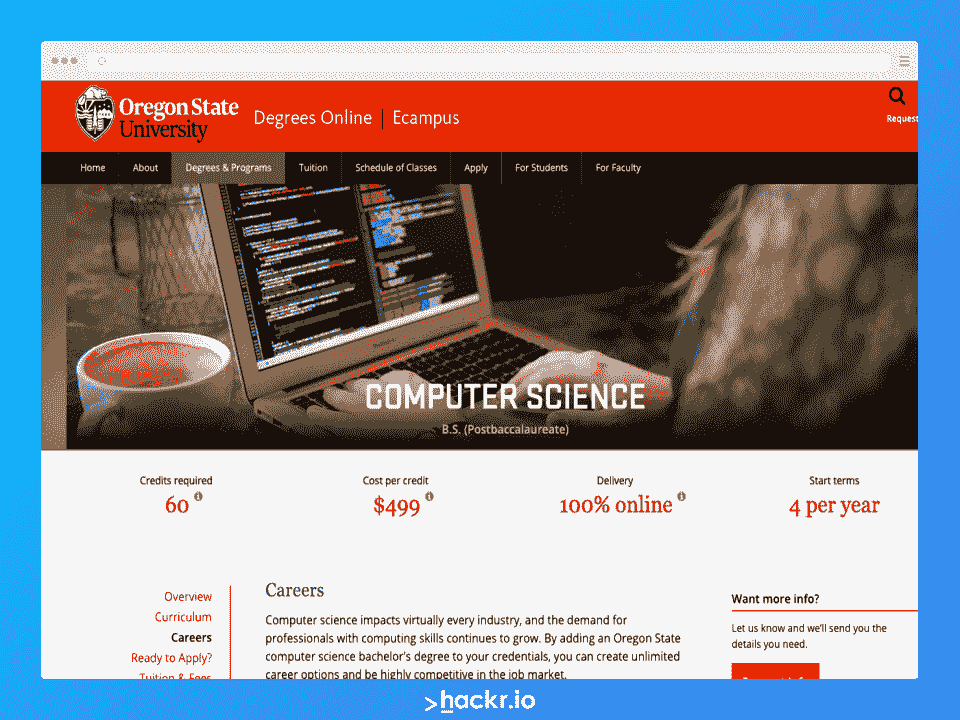 Oregon State
University
Degrees Online | Ecampus
Request
Home
About
Degrees & Programs
Tuition
Schedule of Classes
Apply
For Students
For Faculty
COMPUTER SCIENCE
B.S. (Postbaccalaureate)
Credits required
60
Cost per credit
$499
Delivery
100% online
Start terms
4 per year
Overview
Curriculum
Careers
Ready to Apply?
Tuition & Fees
Careers
Computer science impacts virtually every industry, and the demand for
professionals with computing skills continues to grow. By adding an Oregon State
computer science bachelor's degree to your credentials, you can create unlimited
career options and be highly competitive in the job market.
Want more info?
Let us know and we'll send you the
details you need.
>hackr.io